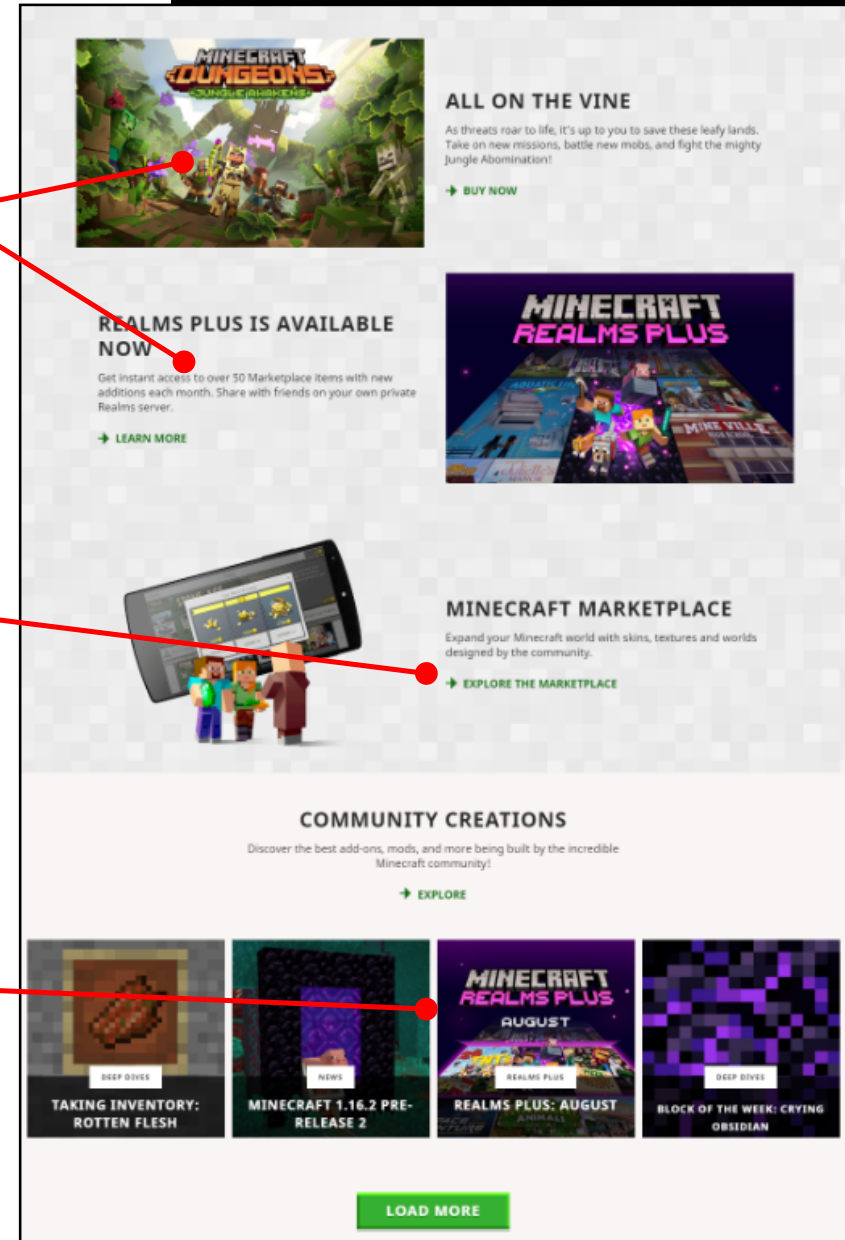 MINECRAFT
DUNGEONS
JUNGLE AWAKENS
ALL ON THE VINE
As threats roar to life, it's up to you to save these leafy lands.
Take on new missions, battle new mobs, and fight the mighty
Jungle Abomination!
BUY NOW
REALMS PLUS IS AVAILABLE
NOW
Get instant access to over 50 Marketplace items with new
additions each month. Share with friends on your own private
Realms server.
LEARN MORE
MINECRAFT
REALMS PLUS
AQUATIC
MINE VILLE
HIGH SCHOOL
MANOR
MINECRAFT MARKETPLACE
Expand your Minecraft world with skins, textures and worlds
designed by the community.
EXPLORE THE MARKETPLACE
COMMUNITY CREATIONS
Discover the best add-ons, mods, and more being built by the incredible
Minecraft community!
EXPLORE
DEEP DIVES
TAKING INVENTORY:
ROTTEN FLESH
NEWS
MINECRAFT 1.16.2 PRE-
RELEASE 2
MINECRAFT
REALMS PLUS
AUGUST
REALMS PLUS
REALMS PLUS: AUGUST
DEEP DIVES
BLOCK OF THE WEEK: CRYING
OBSIDIAN
LOAD MORE